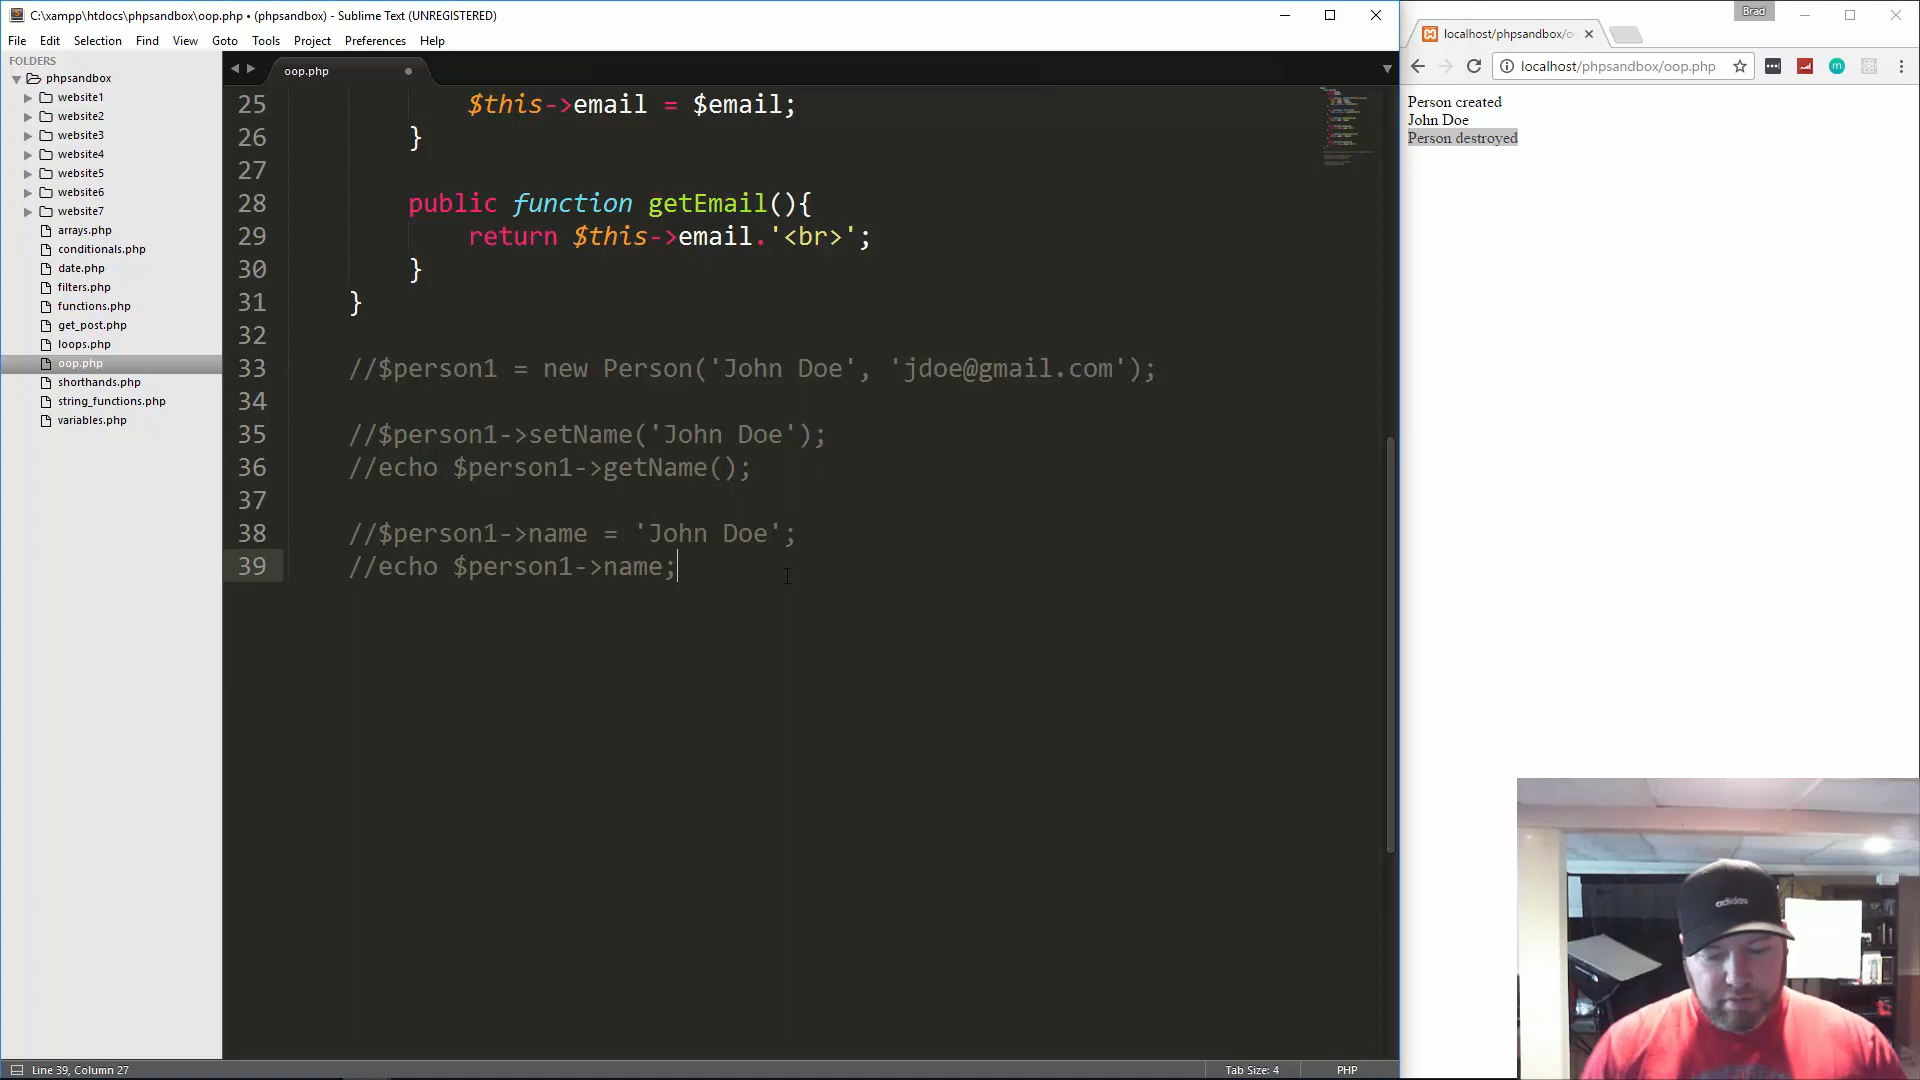 C:\xampp\htdocs\phpsandbox\oop.php • (phpsandbox) - Sublime Text (UNREGISTERED)
File Edit Selection Find View Goto Tools Project Preferences Help
FOLDERS
phpsandbox
website1
website2
website3
website4
website5
website6
website7
arrays.php
conditionals.php
date.php
filters.php
functions.php
get_post.php
loops.php
oop.php
shorthands.php
string_functions.php
variables.php
oop.php
25 $this->email = $email;
26 }
27
28 public function getEmail(){
29 return $this->email.'<br>';
30 }
31 }
32
33 //$person1 = new Person('John Doe', 'jdoe@gmail.com');
34
35 //$person1->setName('John Doe');
36 //echo $person1->getName();
37
38 //$person1->name = 'John Doe';
39 //echo $person1->name;
Line 39, Column 27
Tab Size: 4
PHP
Brad
localhost/phpsandbox/o
localhost/phpsandbox/oop.php
Person created
John Doe
Person destroyed
adidas